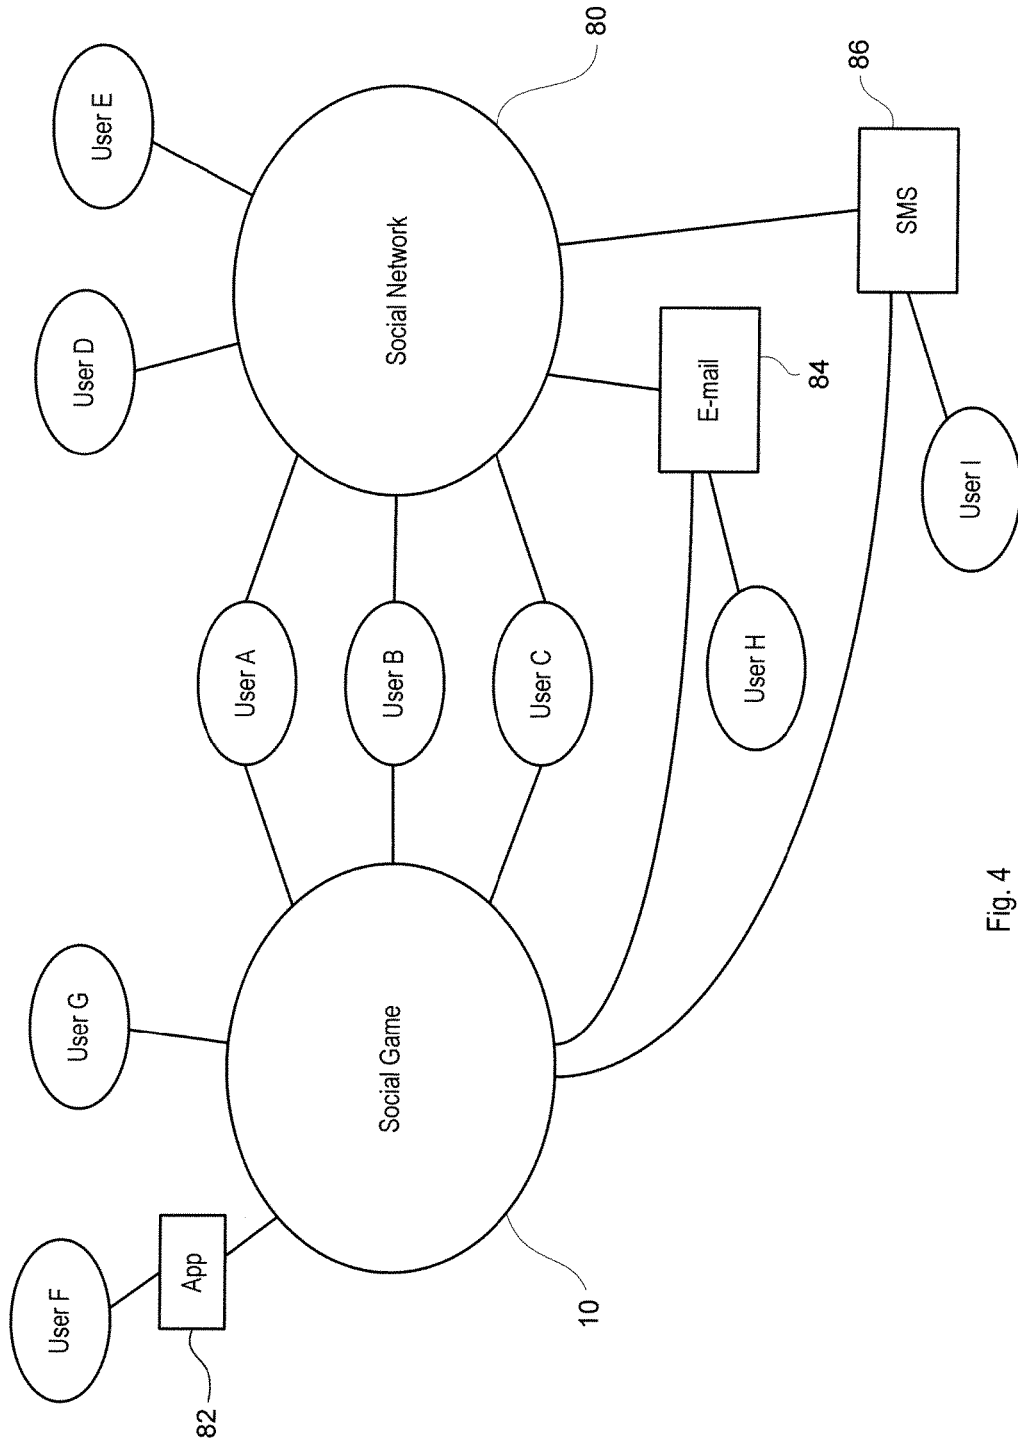 User F
User G
User D
User E
App
82
User A
Social Game
User B
Social Network
User C
10
80
E-mail
84
User H
SMS
86
User I
Fig. 4